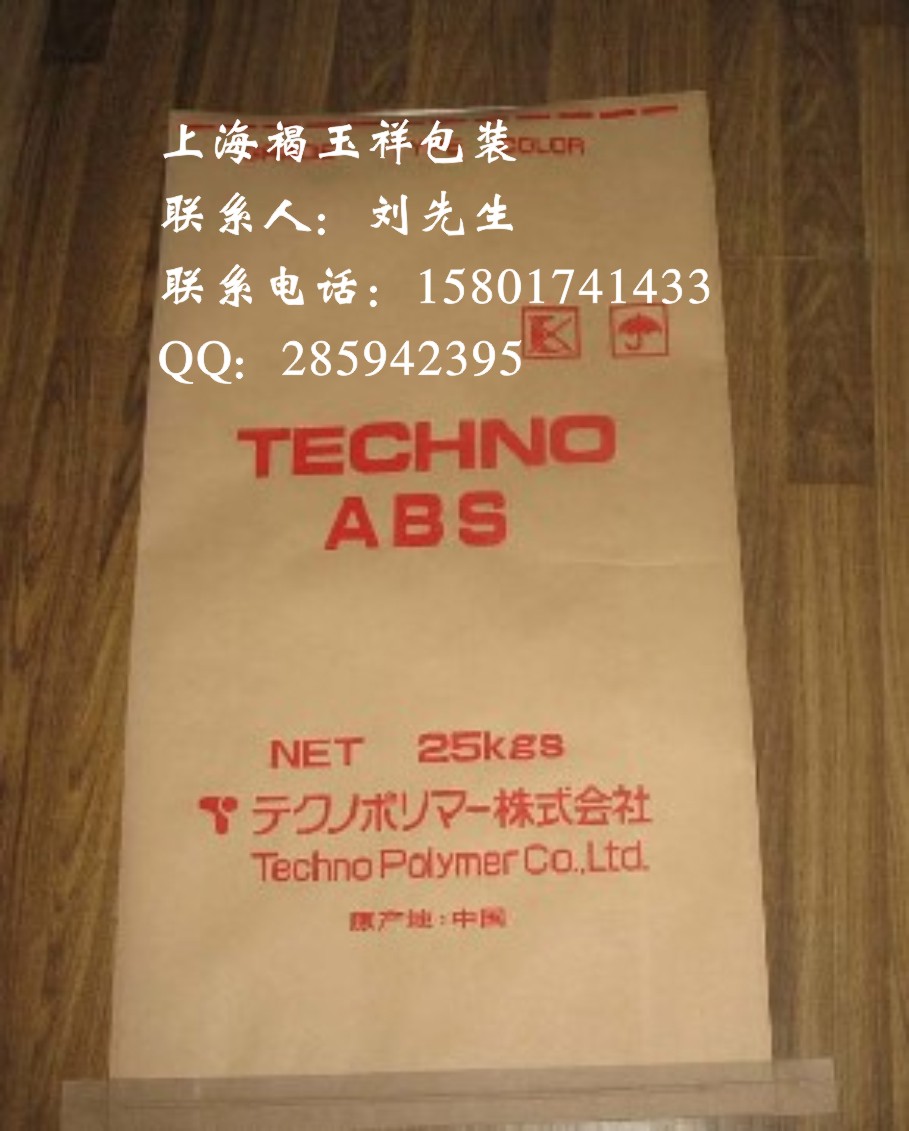 上海褐玉祥包装
COLOR
联系人：刘先生
联系电话：15801741433
QQ：285942395
TECHNO
ABS
NET 25kgs
テクノポリマー株式会社
Techno Polymer Co.,Ltd.
原产地:中国